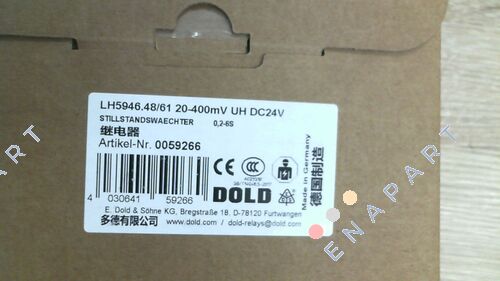 LH5946.48/61 20-400mV UH DC24V
STILLSTANDSWAECHTER 0,2-6S
继电器
Artikel-Nr. 0059266
CE CCC
4 030641 59266
DOLD
Made in Germany
德国制造
E. Dold & Söhne KG, Bregstraße 18. D-78120 Furtwangen
多德有限公司 www.dold.com / dold-relays@dold.com
ENAPART
ENAPART